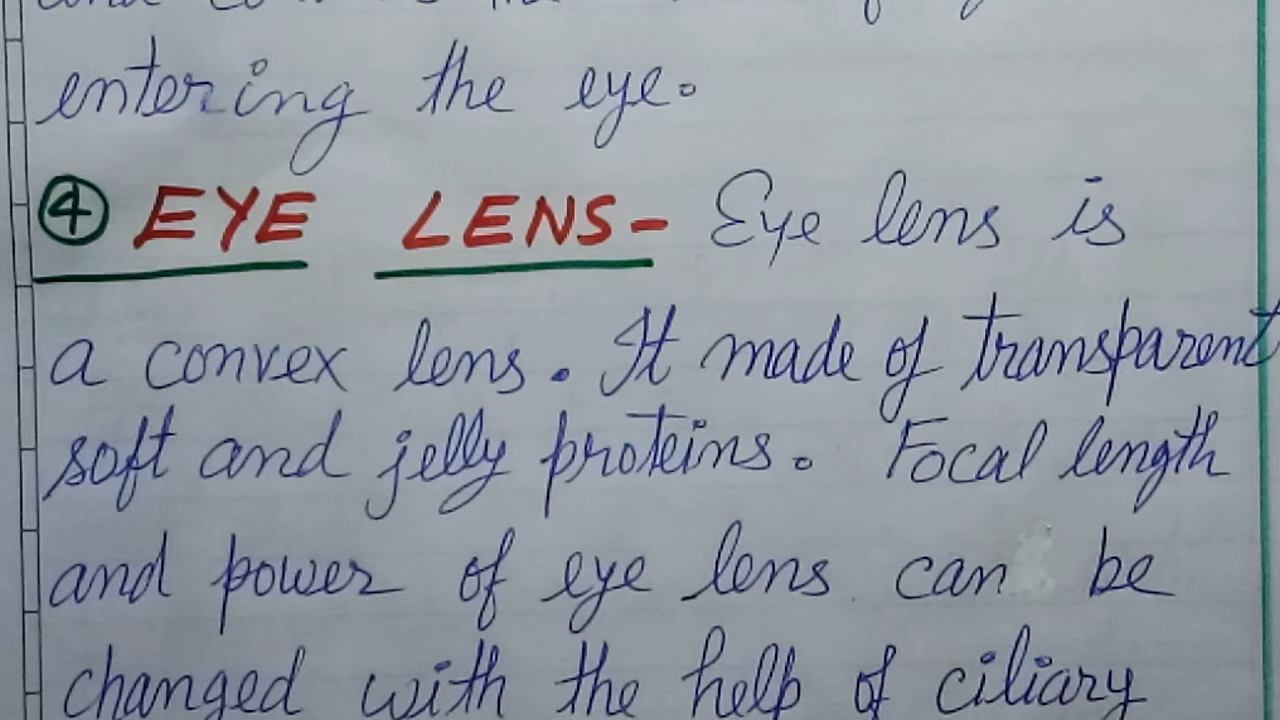 entering the eye.
④ EYE LENS- Eye lens is
a convex lens. It made of transparent
soft and jelly proteins. Focal length
and power of eye lens can be
changed with the help of ciliary